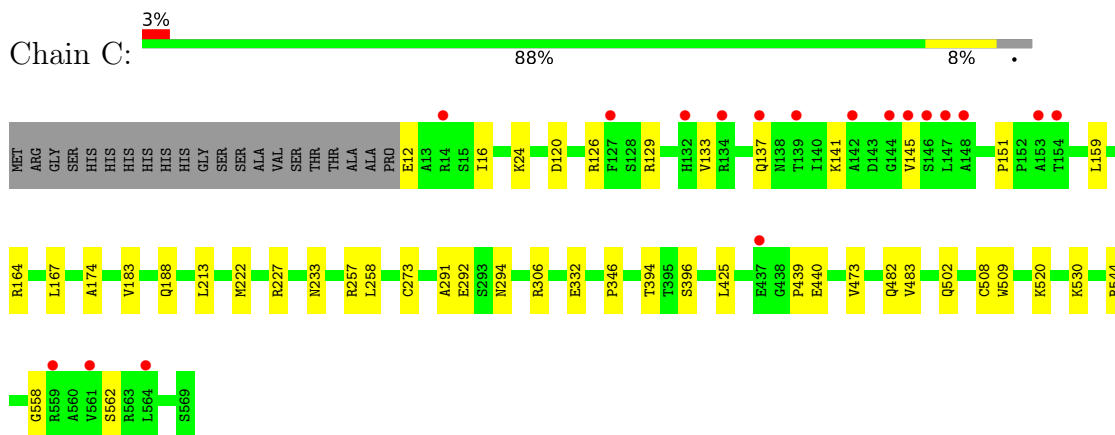 3%
Chain C:
88% 8% •
MET ARG GLY SER SER HIS HIS HIS HIS HIS HIS GLY SER SER ALA VAL SER THR THR ALA ALA PRO E12 A13 R14 S15 I16 K24 D120 R126 F127 S128 R129 H132 V133 R134 Q137 N138 T139 I140 K141 A142 D143 G144 V145 S146 L147 A148 P151 P152 A153 T154 L159
R164 L167 A174 V183 Q188 L213 M222 R227 N233 R257 L258 C273 A291 E292 S293 N294 R306 E332 P346 T394 T395 S396 L425 E437 G438 P439 E440 V473 Q482 V483 Q502 C508 W509 K520 K530
G558 R559 A560 V561 S562 R563 L564 S569